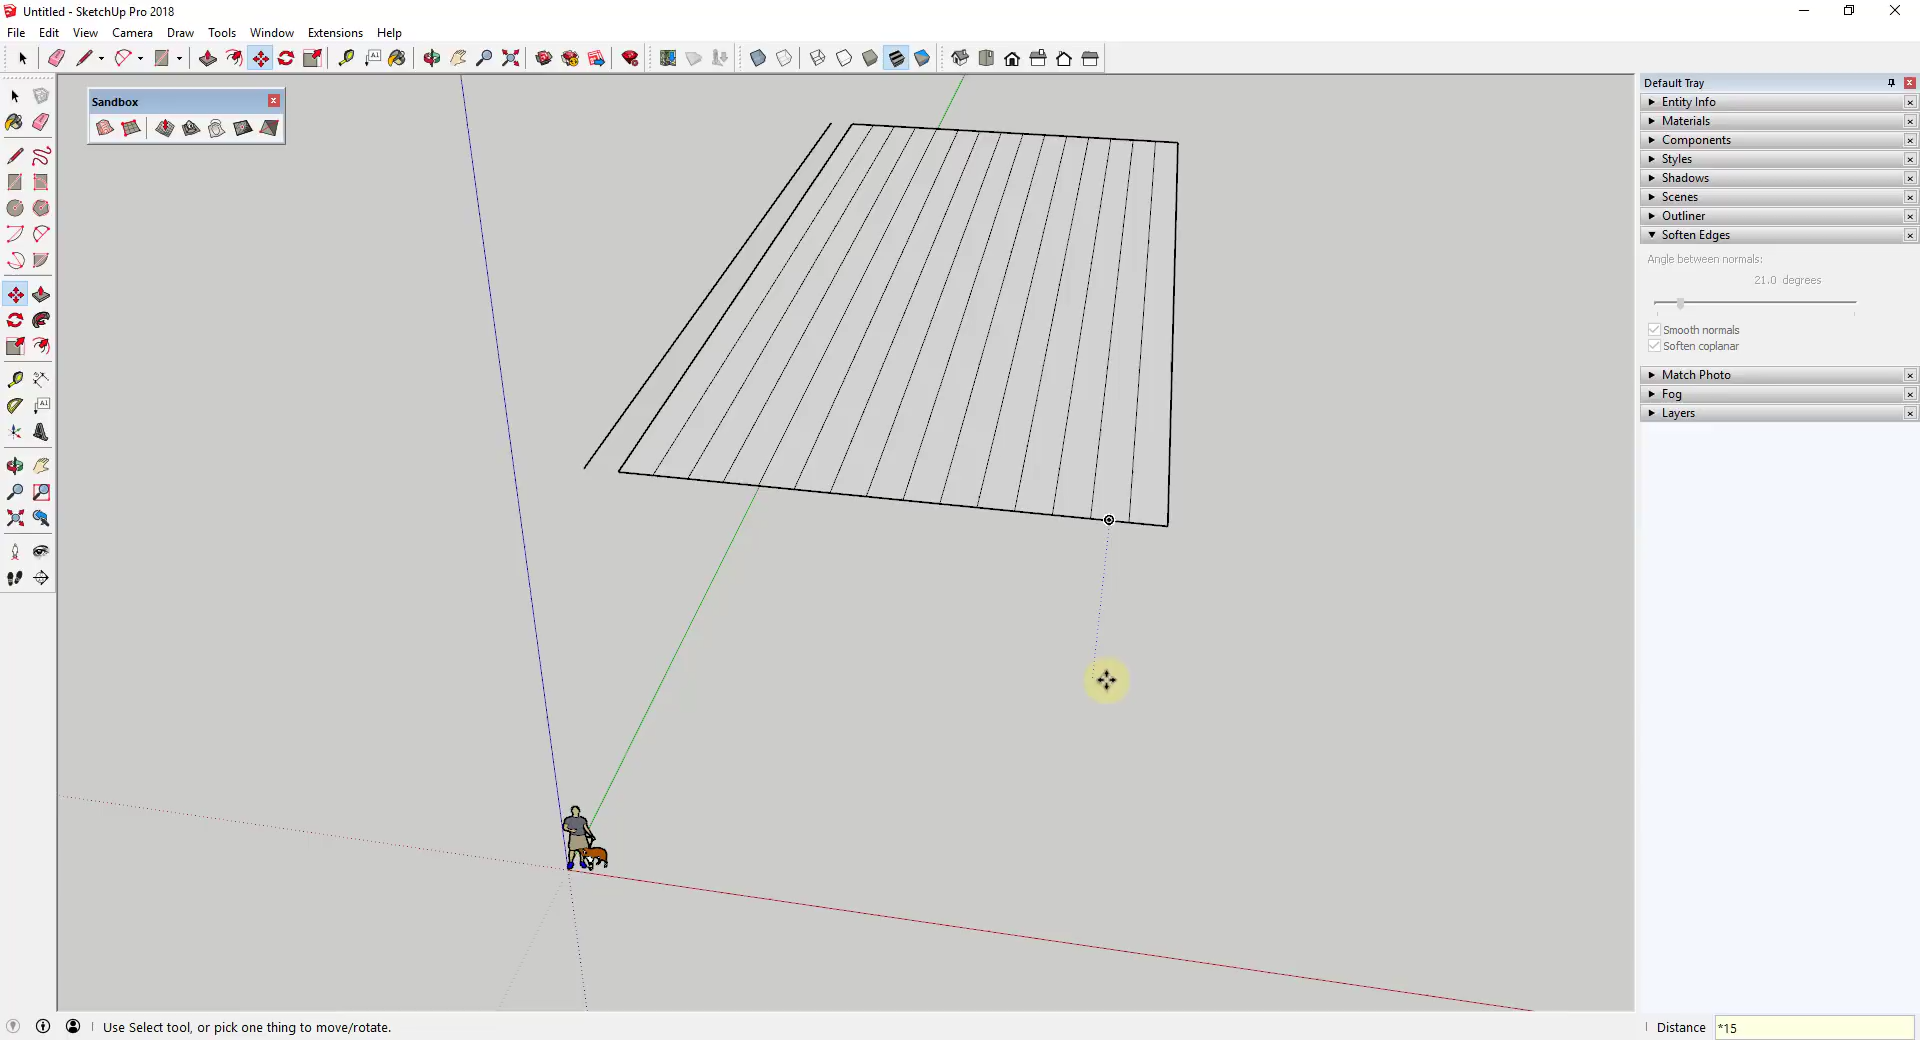 Untitled - SketchUp Pro 2018
File Edit View Camera Draw Tools Window Extensions Help
Sandbox
Default Tray
Entity Info
Materials
Components
Styles
Shadows
Scenes
Outliner
Soften Edges
Angle between normals:
21.0 degrees
Smooth normals
Soften coplanar
Match Photo
Fog
Layers
Use Select tool, or pick one thing to move/rotate.
Distance *15